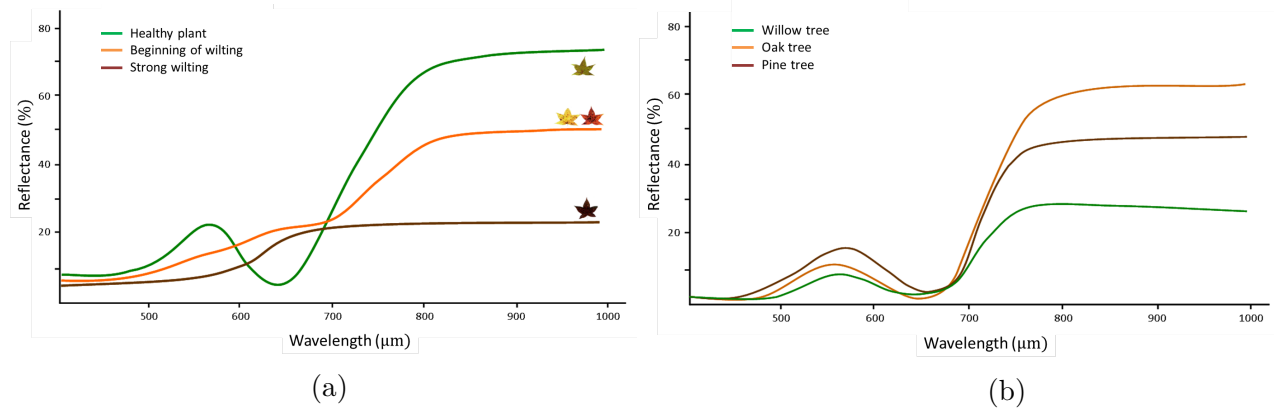 80
60
40
20
Reflectance (%)
Healthy plant
Beginning of wilting
Strong wilting
500
600
700
800
900
1000
Wavelength (μm)
(a)
80
60
40
20
Reflectance (%)
Willow tree
Oak tree
Pine tree
500
600
700
800
900
1000
Wavelength (μm)
(b)